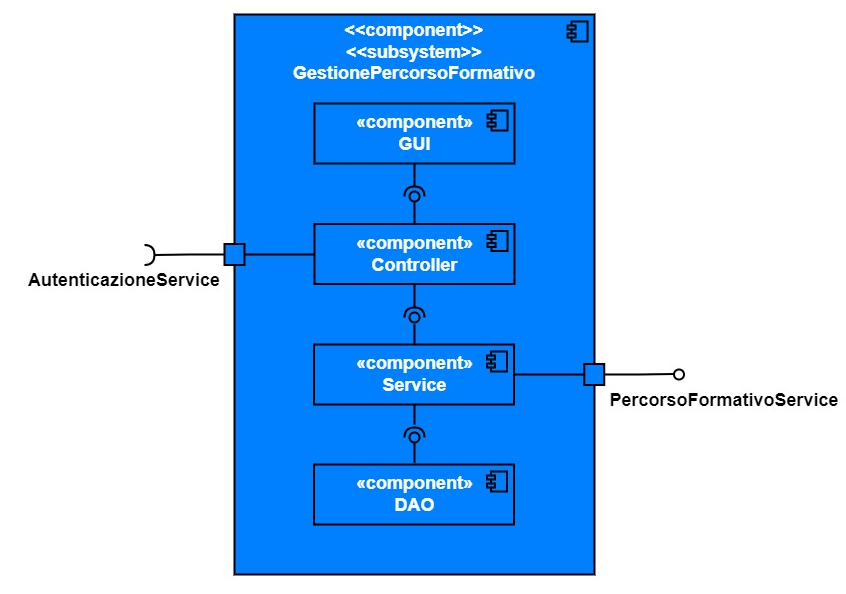 <<component>>
<<subsystem>>
GestionePercorsoFormativo
«component»
GUI
«component»
Controller
AutenticazioneService
«component»
Service
PercorsoFormativoService
«component»
DAO